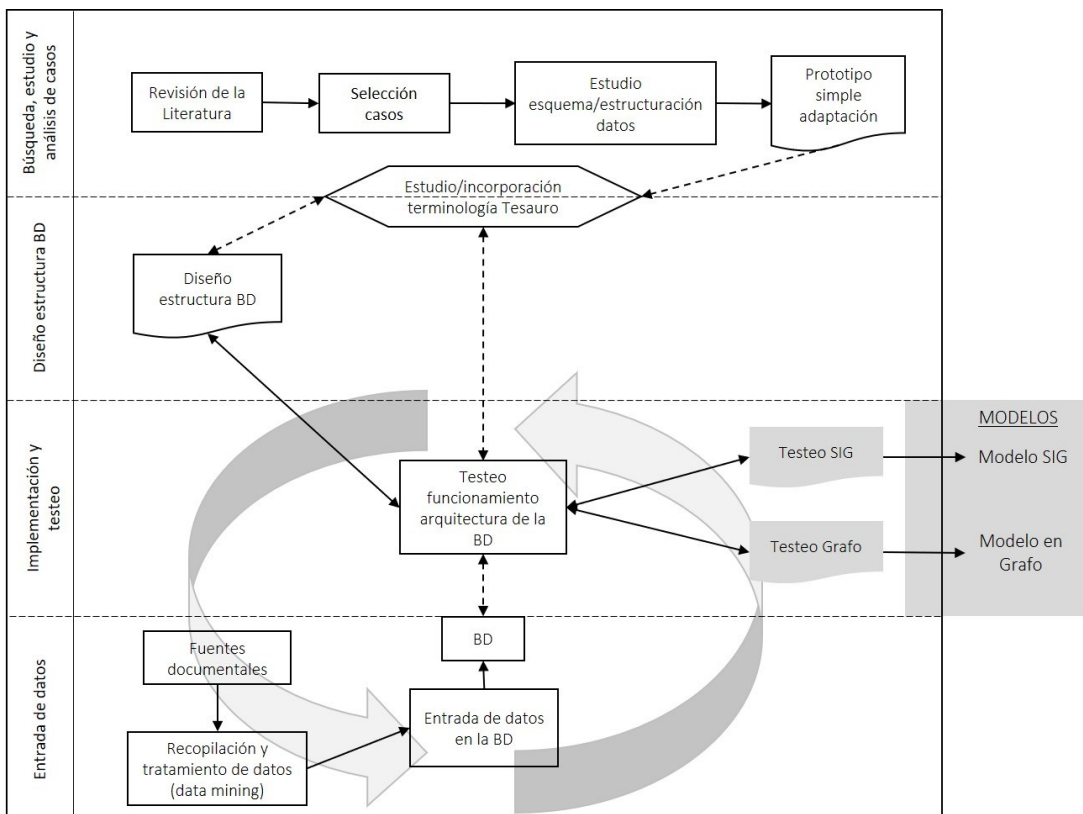 Búsqueda, estudio y
análisis de casos
Revisión de la
Literatura
Selección
casos
Estudio
esquema/estructuración
datos
Prototipo
simple
adaptación
Estudio/incorporación
terminología Tesauro
Diseño estructura BD
Diseño
estructura BD
Implementación y
testeo
Testeo
funcionamiento
arquitectura de la
BD
Testeo SIG
Testeo Grafo
MODELOS
Modelo SIG
Modelo en
Grafo
Entrada de datos
Fuentes
documentales
BD
Recopilación y
tratamiento de datos
(data mining)
Entrada de datos
en la BD